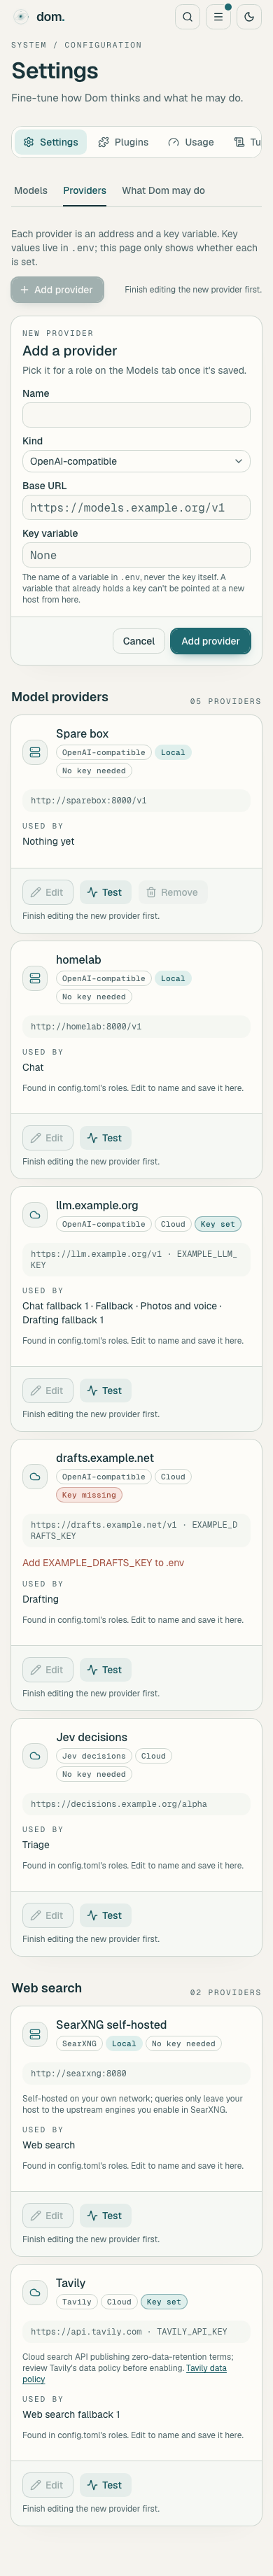 dom.
SYSTEM / CONFIGURATION
Settings
Fine-tune how Dom thinks and what he may do.
Settings Plugins Usage Tu
Models Providers What Dom may do
Each provider is an address and a key variable. Key
values live in .env; this page only shows whether each
is set.
+ Add provider Finish editing the new provider first.
NEW PROVIDER
Add a provider
Pick it for a role on the Models tab once it's saved.
Name
Kind
OpenAI-compatible
Base URL
https://models.example.org/v1
Key variable
None
The name of a variable in .env, never the key itself. A
variable that already holds a key can't be pointed at a new
host from here.
Cancel Add provider
Model providers 05 PROVIDERS
Spare box
OpenAI-compatible Local
No key needed
http://sparebox:8000/v1
USED BY
Nothing yet
Edit Test Remove
Finish editing the new provider first.
homelab
OpenAI-compatible Local
No key needed
http://homelab:8000/v1
USED BY
Chat
Found in config.toml's roles. Edit to name and save it here.
Edit Test
Finish editing the new provider first.
llm.example.org
OpenAI-compatible Cloud Key set
https://llm.example.org/v1 · EXAMPLE_LLM_
KEY
USED BY
Chat fallback 1 · Fallback · Photos and voice ·
Drafting fallback 1
Found in config.toml's roles. Edit to name and save it here.
Edit Test
Finish editing the new provider first.
drafts.example.net
OpenAI-compatible Cloud
Key missing
https://drafts.example.net/v1 · EXAMPLE_D
RAFTS_KEY
Add EXAMPLE_DRAFTS_KEY to .env
USED BY
Drafting
Found in config.toml's roles. Edit to name and save it here.
Edit Test
Finish editing the new provider first.
Jev decisions
Jev decisions Cloud
No key needed
https://decisions.example.org/alpha
USED BY
Triage
Found in config.toml's roles. Edit to name and save it here.
Edit Test
Finish editing the new provider first.
Web search 02 PROVIDERS
SearXNG self-hosted
SearXNG Local No key needed
http://searxng:8080
Self-hosted on your own network; queries only leave your
host to the upstream engines you enable in SearXNG.
USED BY
Web search
Found in config.toml's roles. Edit to name and save it here.
Edit Test
Finish editing the new provider first.
Tavily
Tavily Cloud Key set
https://api.tavily.com · TAVILY_API_KEY
Cloud search API publishing zero-data-retention terms;
review Tavily's data policy before enabling. Tavily data
policy
USED BY
Web search fallback 1
Found in config.toml's roles. Edit to name and save it here.
Edit Test
Finish editing the new provider first.